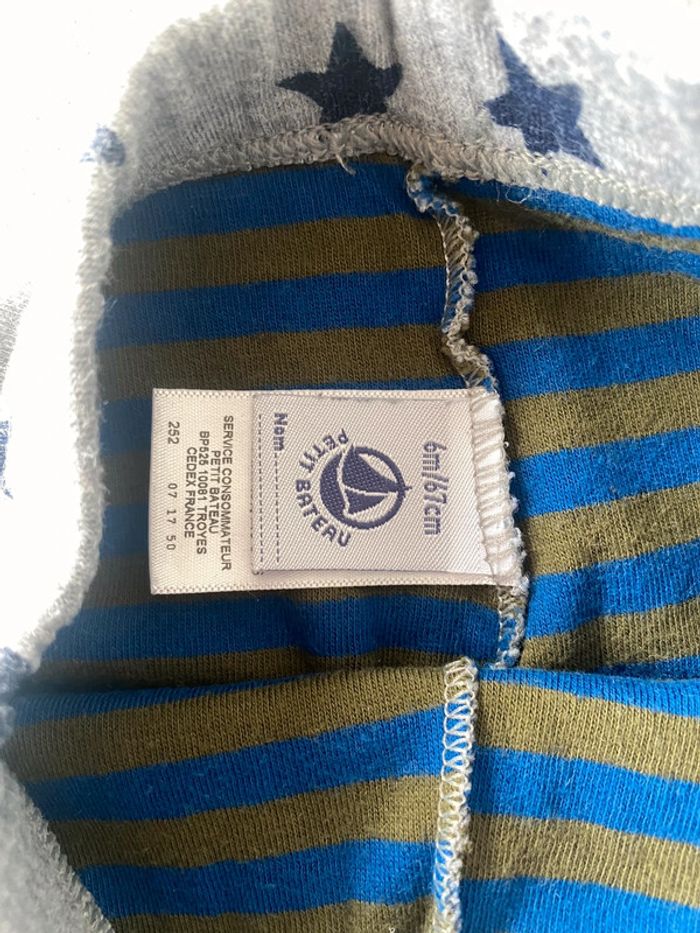 6m/67cm
PETIT BATEAU
Nom
SERVICE CONSOMMATEUR
PETIT BATEAU
BP525 10081 TROYES
CEDEX FRANCE
252 07 17 50